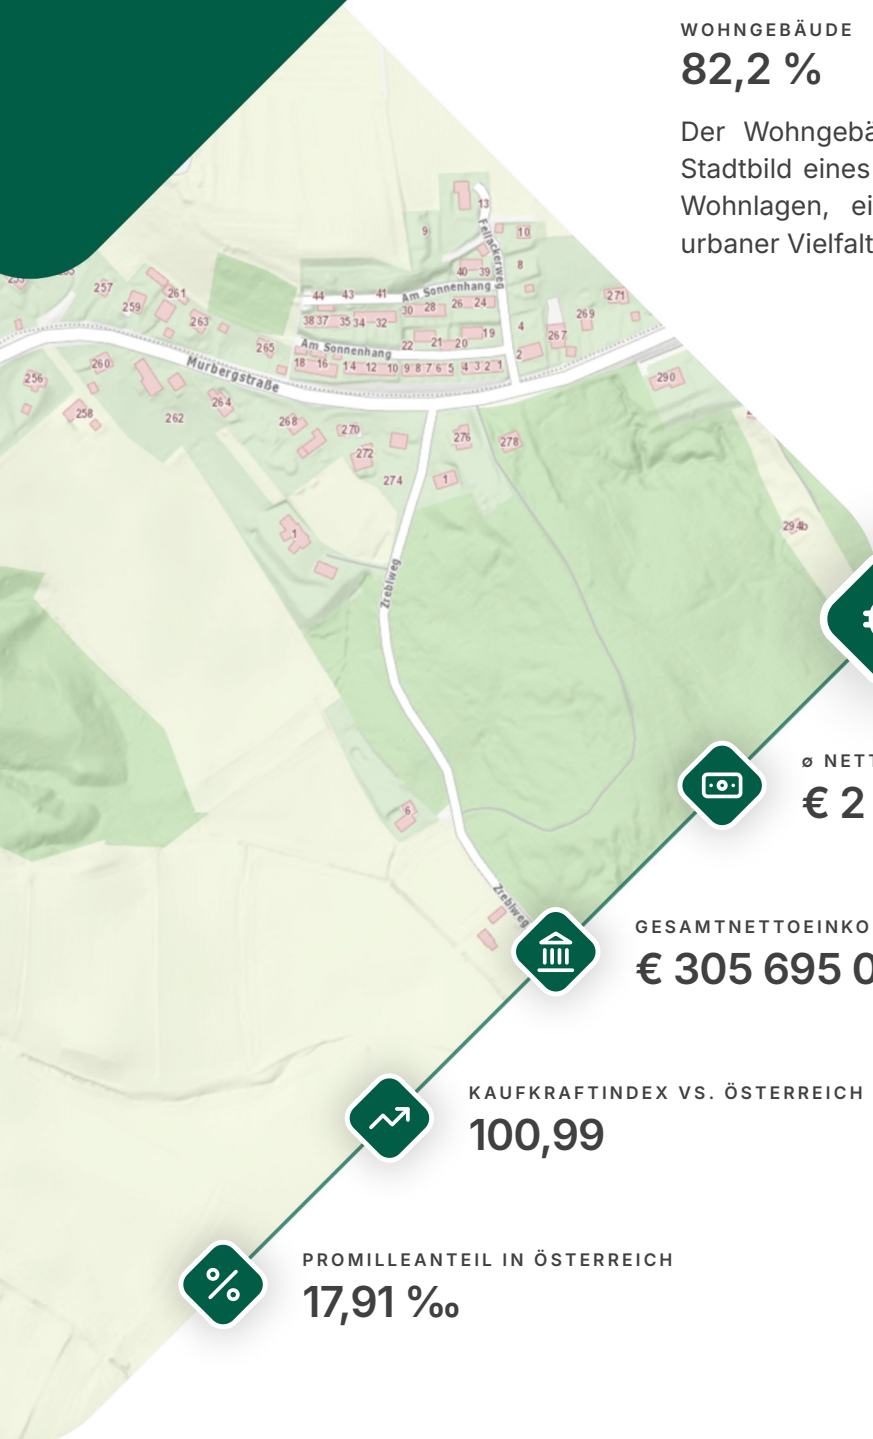 WOHNGEBÄUDE
82,2 %
Der Wohngebä
Stadtbild eines
Wohnlagen, ei
urbaner Vielfalt
13
Fellackerweg
9
10
8
257
261
259
263
40 39
44 43 41
Am Sonnenhang
30 28 26 24
38 37 35 34 32
271
269
267
4
2
19
22 21 20
Am Sonnenhang
265
18 16 14 12 10 9 8 7 6 5 4 3 2 1
Murbergstraße
260
256
258
264
262
268
270
272
274
276
278
290
1
1
294b
Zreblweg
6
Zreblweg
ø NETT
€ 2
GESAMTNETTOEINKO
€ 305 695 0
KAUFKRAFTINDEX VS. ÖSTERREICH
100,99
PROMILLEANTEIL IN ÖSTERREICH
17,91 ‰